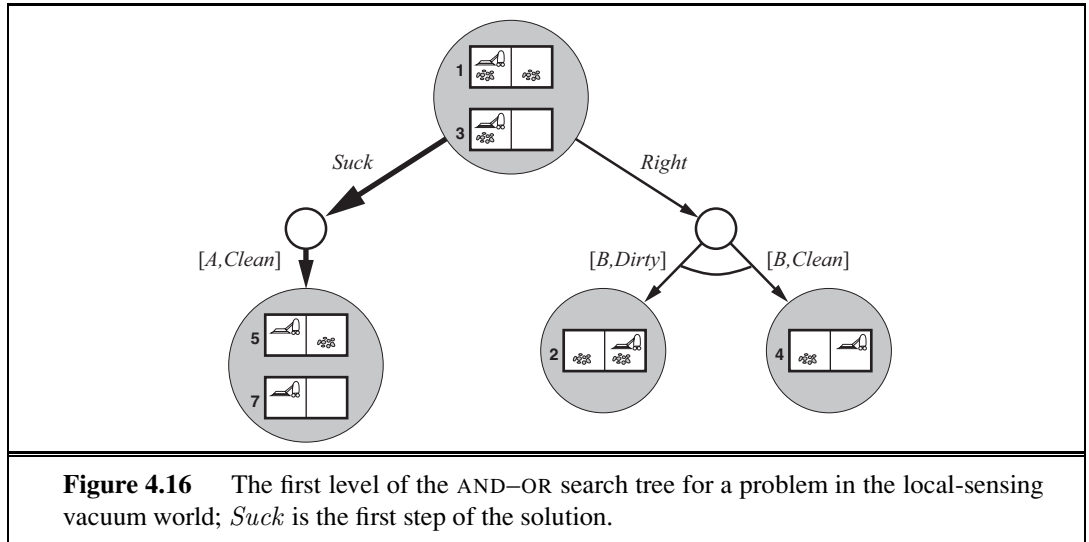 1
3
Suck
Right
[A,Clean]
[B,Dirty]
[B,Clean]
5
7
2
4
Figure 4.16 The first level of the AND–OR search tree for a problem in the local-sensing
vacuum world; Suck is the first step of the solution.